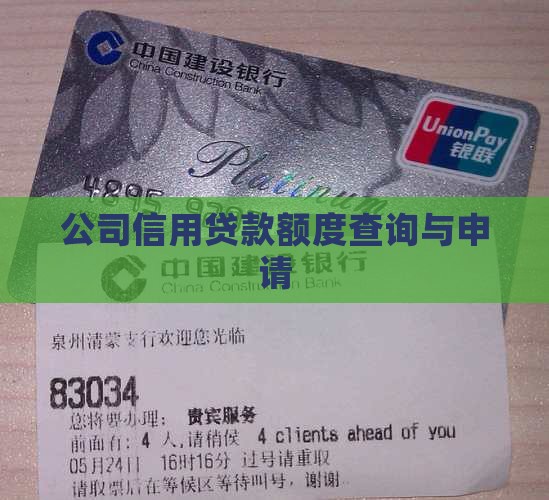 中国建设银行
China Construction Bank
UnionPay
银联
Platinum
4895
公司信用贷款额度查询与申
请
中国建设银行
China Construction Bank
泉州清蒙支行欢迎您光临
83034
您将要办理： 贵宾服务
前面有: 4 人,请稍侯 4 clients ahead of you
05月24日 16时16分 过号请重取
请取票后在等候区等待叫号，谢谢